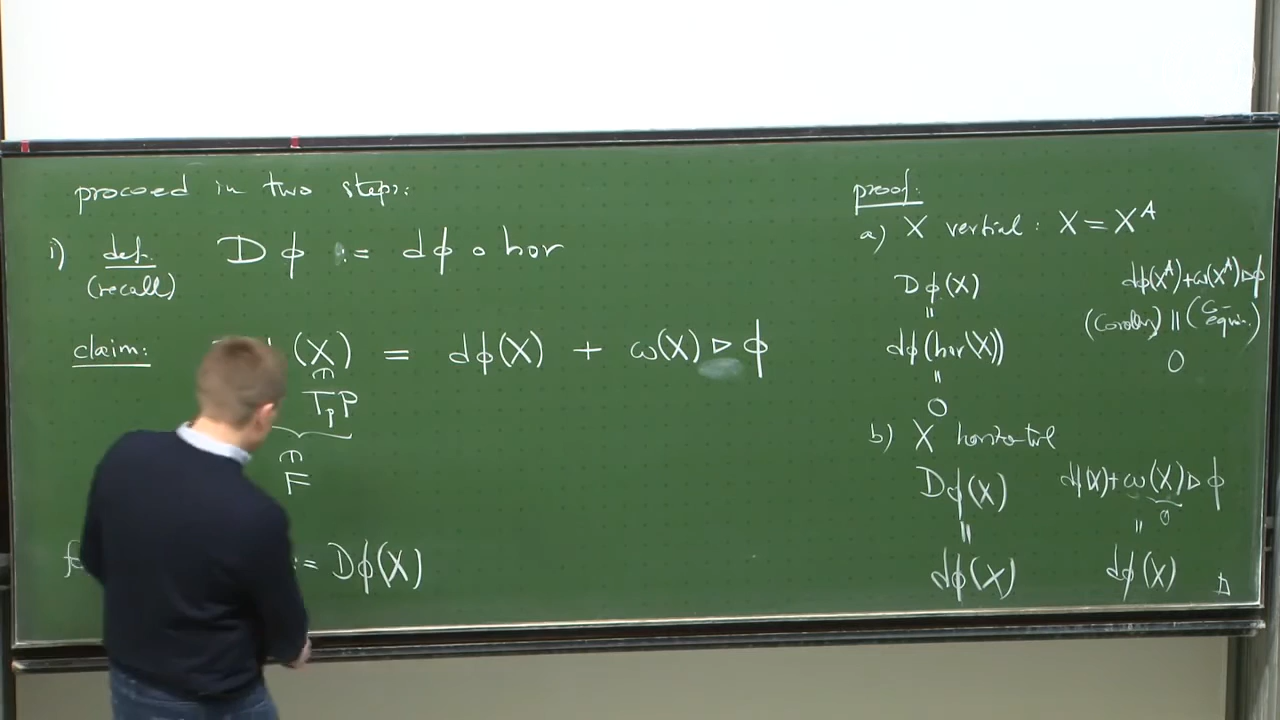 proceed in two steps:
i) def. Dϕ := dϕ ∘ hor
(recall)
claim: (X) = dϕ(X) + ω(X) ▷ ϕ
T_pP
F
:= Dϕ(X)
proof:
a) X vertical: X = X^A
Dϕ(X)
||
dϕ(hor(X))
||
0
dϕ(X^A)+ω(X^A)▷ϕ
(Corollary) || (G-equiv.)
0
b) X horizontal
Dϕ(X)
||
dϕ(X)
dϕ(X)+ω(X)▷ϕ
0
||
dϕ(X)